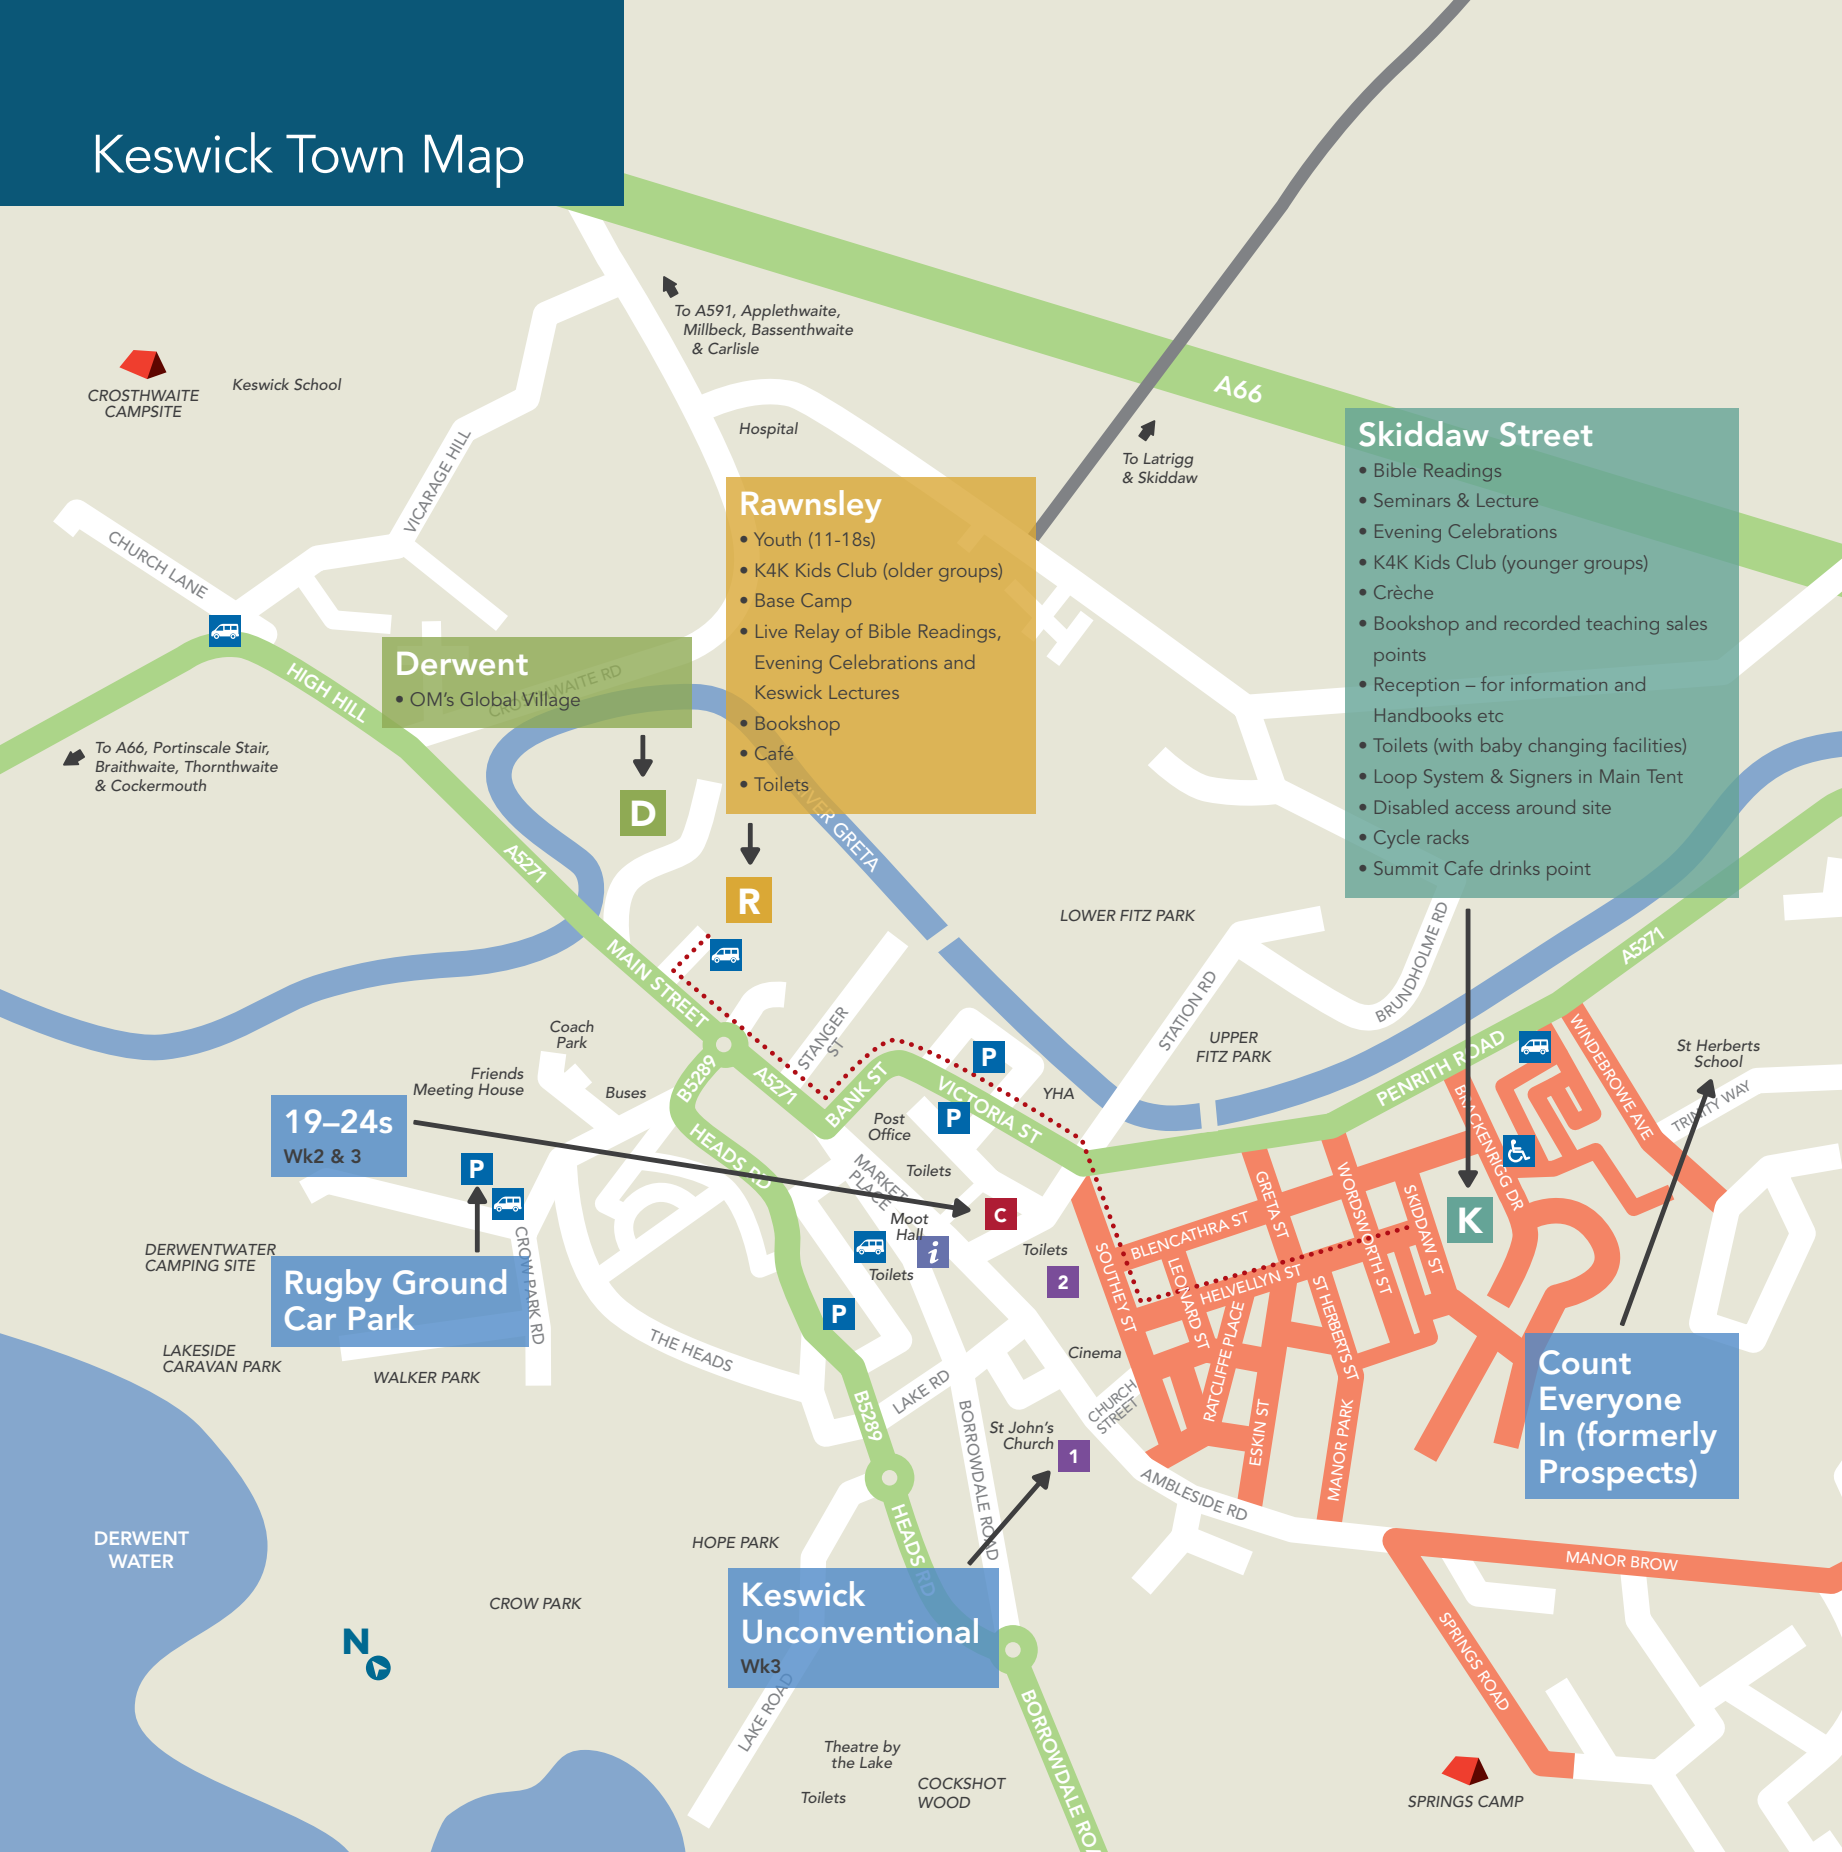 Keswick Town Map
To A591, Applethwaite,
Millbeck, Bassenthwaite
& Carlisle
A66
CROSTHWAITE
CAMPSITE
Keswick School
Hospital
To Latrigg
& Skiddaw
VICARAGE HILL
CHURCH LANE
Skiddaw Street
• Bible Readings
• Seminars & Lecture
• Evening Celebrations
• K4K Kids Club (younger groups)
• Crèche
• Bookshop and recorded teaching sales
points
• Reception – for information and
Handbooks etc
• Toilets (with baby changing facilities)
• Loop System & Signers in Main Tent
• Disabled access around site
• Cycle racks
• Summit Cafe drinks point
Rawnsley
• Youth (11-18s)
• K4K Kids Club (older groups)
• Base Camp
• Live Relay of Bible Readings,
Evening Celebrations and
Keswick Lectures
• Bookshop
• Café
• Toilets
Derwent
• OM's Global Village
CROSTHWAITE RD
HIGH HILL
To A66, Portinscale Stair,
Braithwaite, Thornthwaite
& Cockermouth
D
RIVER GRETA
R
A5271
MAIN STREET
LOWER FITZ PARK
BRUNDHOLME RD
A5271
STATION RD
UPPER
FITZ PARK
PENRITH ROAD
WINDEBROWE AVE
St Herberts
School
TRINITY WAY
BRACKENRIGG DR
Coach
Park
Friends
Meeting House
Buses
B5289
A5271
STANGER
ST
BANK ST
VICTORIA ST
P
P
YHA
Post
Office
Toilets
MARKET
PLACE
HEADS RD
19–24s
Wk2 & 3
P
C
K
Moot
Hall
i
Toilets
Toilets
2
P
GRETA ST
WORDSWORTH ST
SKIDDAW ST
BLENCATHRA ST
SOUTHEY ST
LEONARD ST
HELVELLYN ST
ST HERBERTS ST
RATCLIFFE PLACE
ESKIN ST
MANOR PARK
DERWENTWATER
CAMPING SITE
CROW PARK RD
Rugby Ground
Car Park
LAKESIDE
CARAVAN PARK
WALKER PARK
THE HEADS
LAKE RD
B5289
BORROWDALE ROAD
Cinema
CHURCH
STREET
St John's
Church
1
AMBLESIDE RD
Count
Everyone
In (formerly
Prospects)
MANOR BROW
SPRINGS ROAD
DERWENT
WATER
HOPE PARK
HEADS RD
CROW PARK
N
Keswick
Unconventional
Wk3
LAKE ROAD
BORROWDALE ROA
Theatre by
the Lake
Toilets
COCKSHOT
WOOD
SPRINGS CAMP